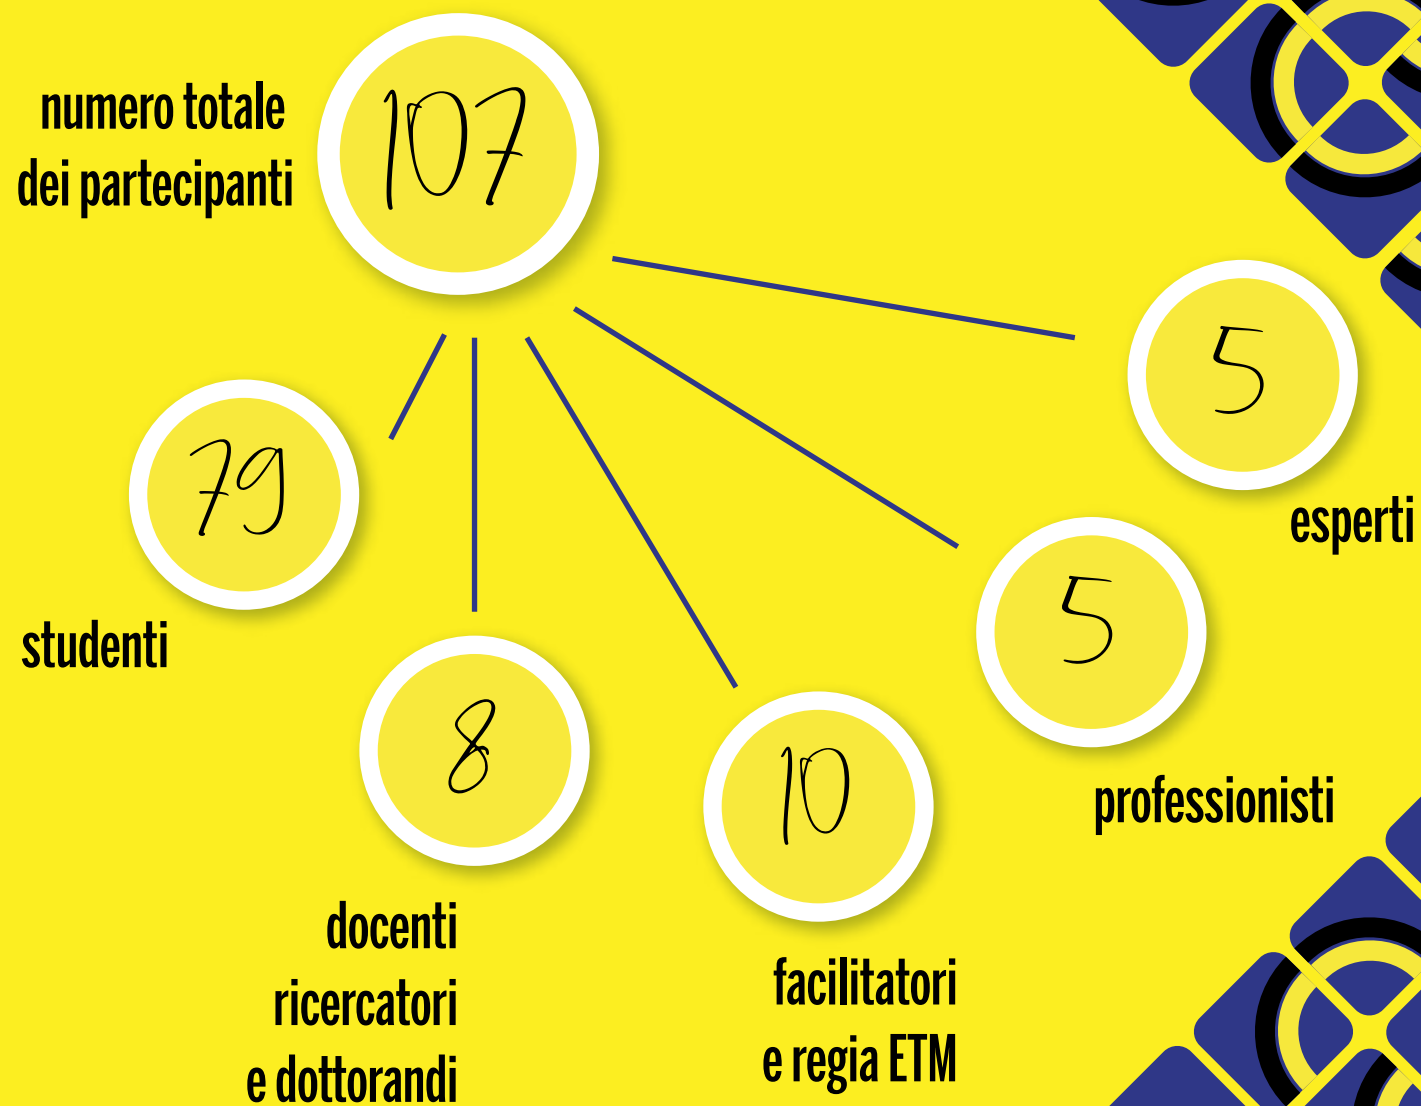 numero totale
dei partecipanti
107
5
esperti
79
studenti
5
professionisti
8
docenti
ricercatori
e dottorandi
10
facilitatori
e regia ETM